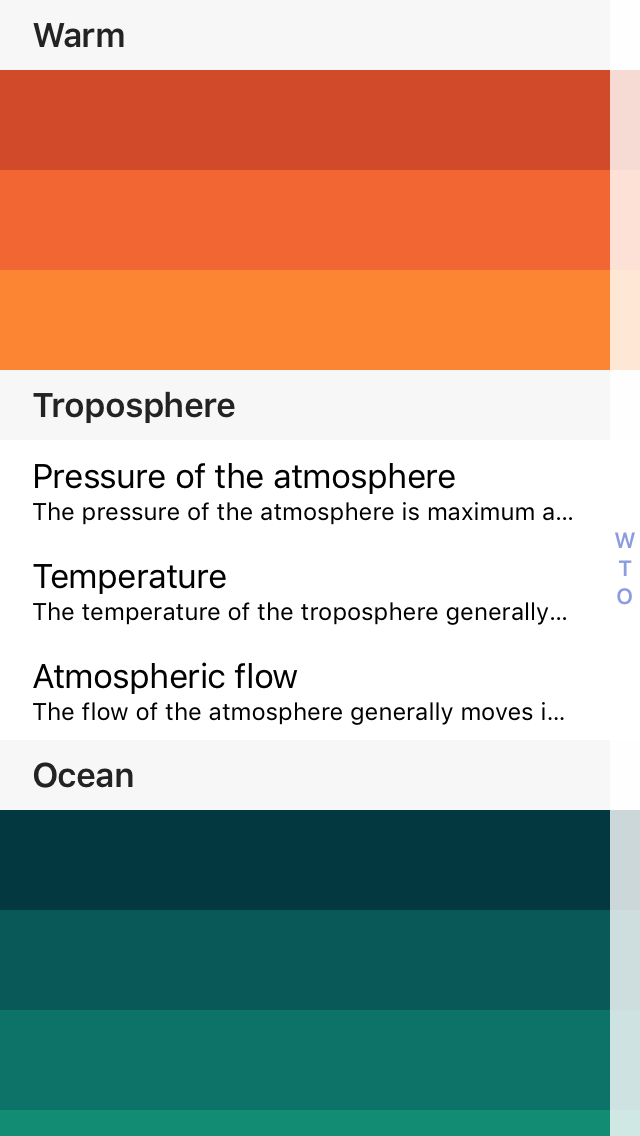 Warm
Troposphere
Pressure of the atmosphere
The pressure of the atmosphere is maximum a...
Temperature
The temperature of the troposphere generally...
Atmospheric flow
The flow of the atmosphere generally moves i...
W
T
O
Ocean